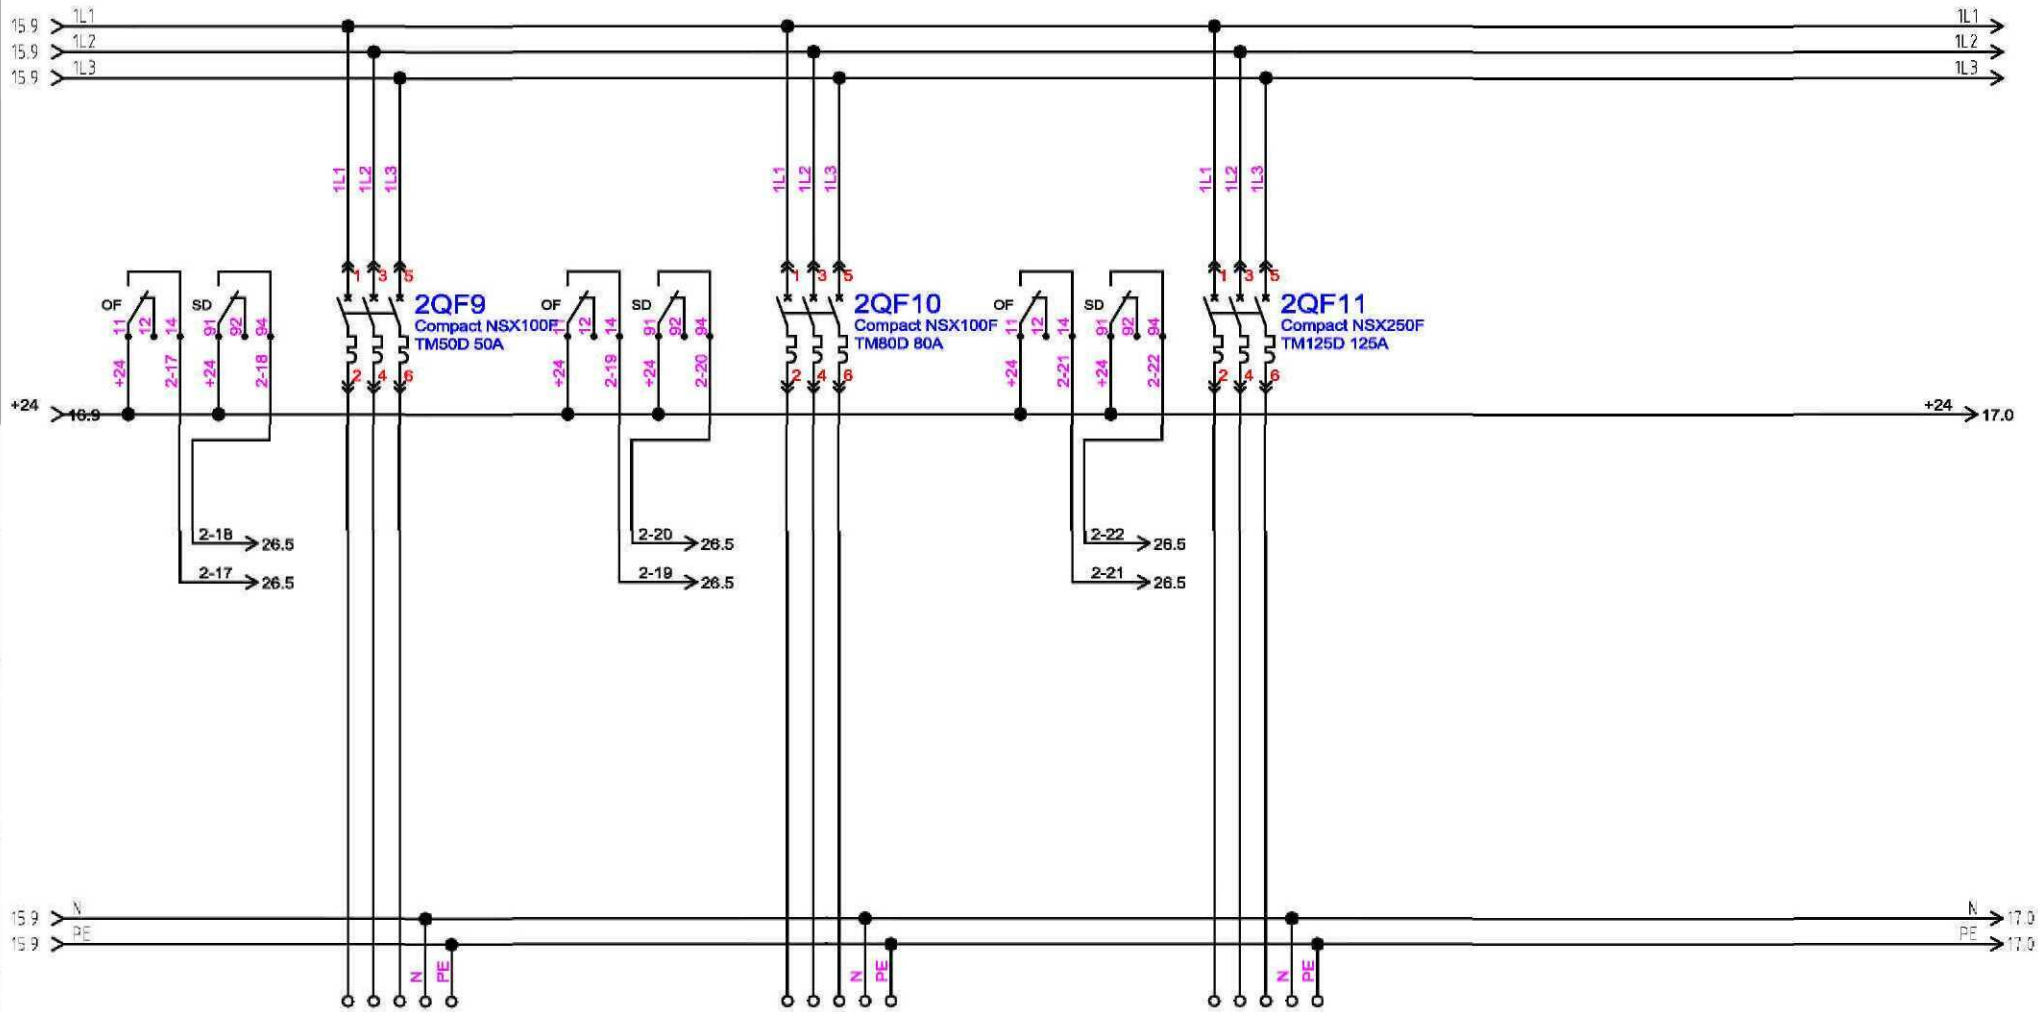 15.9 1L1 1L1
15.9 1L2 1L2
15.9 1L3 1L3
1L1 1L2 1L3 1L1 1L2 1L3 1L1 1L2 1L3
1 3 5 1 3 5 1 3 5
OF SD 2QF9 OF SD 2QF10 OF SD 2QF11
Compact NSX100F Compact NSX100F Compact NSX250F
11 12 14 91 92 94 11 12 14 91 92 94 11 12 14 91 92 94
TM50D 50A TM80D 80A TM125D 125A
+24 2-17 +24 2-18 2 4 6 +24 2-19 +24 2-20 2 4 6 +24 2-21 +24 2-22 2 4 6
+24 16.9 +24 17.0
2-18 26.5 2-20 26.5 2-22 26.5
2-17 26.5 2-19 26.5 2-21 26.5
15.9 N N 17.0
15.9 PE PE 17.0
N PE N PE N PE